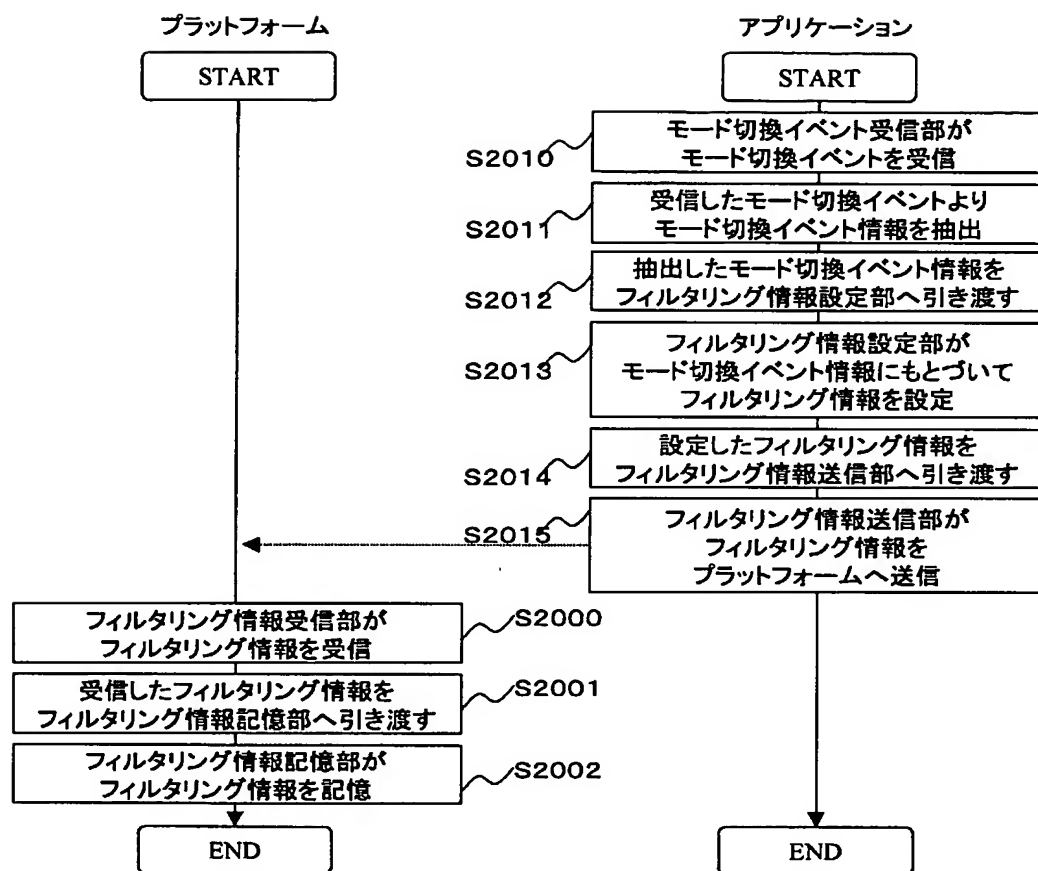 プラットフォーム
アプリケーション
START
START
S2010
モード切換イベント受信部が
モード切換イベントを受信
S2011
受信したモード切換イベントより
モード切換イベント情報を抽出
S2012
抽出したモード切換イベント情報を
フィルタリング情報設定部へ引き渡す
S2013
フィルタリング情報設定部が
モード切換イベント情報にもとづいて
フィルタリング情報を設定
S2014
設定したフィルタリング情報を
フィルタリング情報送信部へ引き渡す
S2015
フィルタリング情報送信部が
フィルタリング情報を
プラットフォームへ送信
フィルタリング情報受信部が
フィルタリング情報を受信
S2000
受信したフィルタリング情報を
フィルタリング情報記憶部へ引き渡す
S2001
フィルタリング情報記憶部が
フィルタリング情報を記憶
S2002
END
END